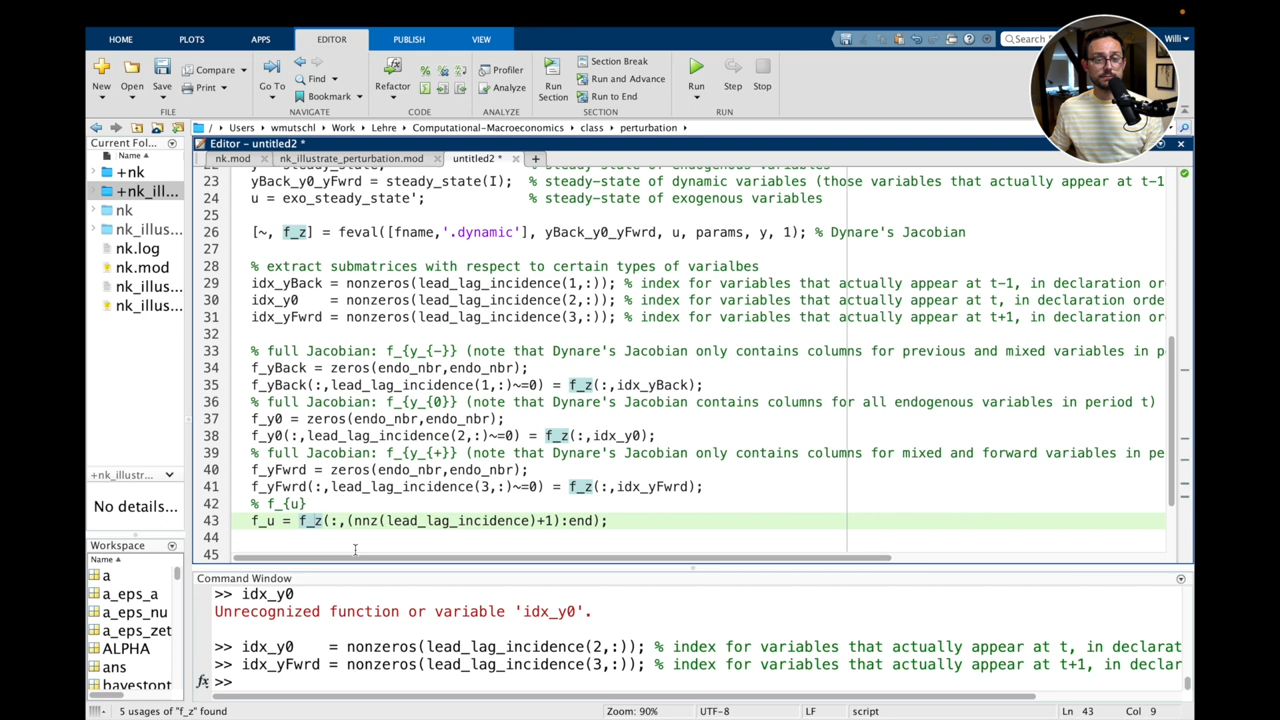 HOME PLOTS APPS EDITOR PUBLISH VIEW Search Willi
New Open Save Compare Print Go To Find Bookmark Refactor Profiler Analyze Run Section Section Break Run and Advance Run to End Run Step Stop
FILE NAVIGATE CODE ANALYZE SECTION RUN
/ Users wmutschl Work Lehre Computational-Macroeconomics class perturbation
Current Fo... Editor - untitled2 *
Name nk.mod nk_illustrate_perturbation.mod untitled2 * +
+nk
+nk_ill...
nk
nk_illus...
nk.log
nk.mod
nk_illus...
nk_illus...
+nk_illustr...
No details...
23 yBack_y0_yFwrd = steady_state(I); % steady-state of dynamic variables (those variables that actually appear at t-1
24 u = exo_steady_state'; % steady-state of exogenous variables
25
26 [~, f_z] = feval([fname,'.dynamic'], yBack_y0_yFwrd, u, params, y, 1); % Dynare's Jacobian
27
28 % extract submatrices with respect to certain types of varialbes
29 idx_yBack = nonzeros(lead_lag_incidence(1,:)); % index for variables that actually appear at t-1, in declaration or
30 idx_y0 = nonzeros(lead_lag_incidence(2,:)); % index for variables that actually appear at t, in declaration orde
31 idx_yFwrd = nonzeros(lead_lag_incidence(3,:)); % index for variables that actually appear at t+1, in declaration or
32
33 % full Jacobian: f_{y_{-}} (note that Dynare's Jacobian only contains columns for previous and mixed variables in p
34 f_yBack = zeros(endo_nbr,endo_nbr);
35 f_yBack(:,lead_lag_incidence(1,:)~=0) = f_z(:,idx_yBack);
36 % full Jacobian: f_{y_{0}} (note that Dynare's Jacobian contains columns for all endogenous variables in period t)
37 f_y0 = zeros(endo_nbr,endo_nbr);
38 f_y0(:,lead_lag_incidence(2,:)~=0) = f_z(:,idx_y0);
39 % full Jacobian: f_{y_{+}} (note that Dynare's Jacobian only contains columns for mixed and forward variables in pe
40 f_yFwrd = zeros(endo_nbr,endo_nbr);
41 f_yFwrd(:,lead_lag_incidence(3,:)~=0) = f_z(:,idx_yFwrd);
42 % f_{u}
43 f_u = f_z(:,(nnz(lead_lag_incidence)+1):end);
44
45
Workspace
Name
a
a_eps_a
a_eps_nu
a_eps_zet
ALPHA
ans
bayestopt
Command Window
>> idx_y0
Unrecognized function or variable 'idx_y0'.
>> idx_y0 = nonzeros(lead_lag_incidence(2,:)); % index for variables that actually appear at t, in declarat
>> idx_yFwrd = nonzeros(lead_lag_incidence(3,:)); % index for variables that actually appear at t+1, in declar
fx >>
5 usages of "f_z" found Zoom: 90% UTF-8 LF script Ln 43 Col 9